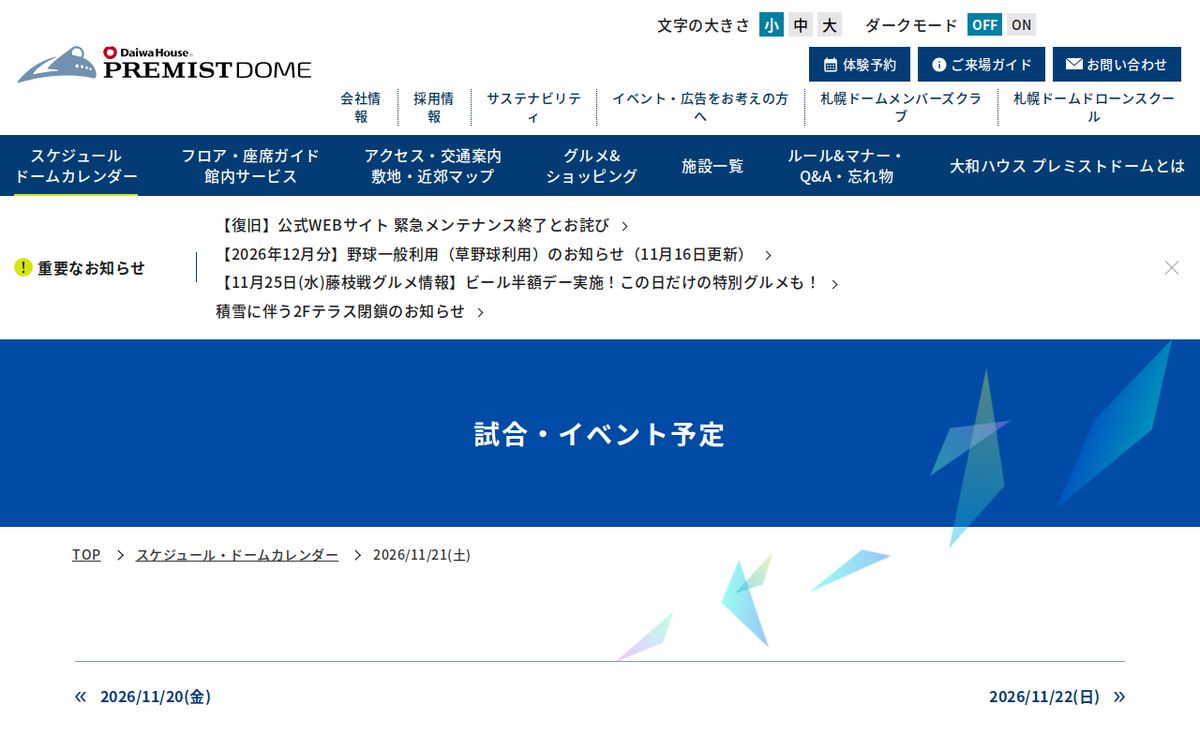 文字の大きさ 小 中 大 ダークモード OFF ON
DaiwaHouse
PREMIST DOME
体験予約 ご来場ガイド お問い合わせ
会社情
報
採用情
報
サステナビリテ
ィ
イベント・広告をお考えの方
へ
札幌ドームメンバーズクラ
ブ
札幌ドームドローンスクー
ル
スケジュール
ドームカレンダー
フロア・座席ガイド
館内サービス
アクセス・交通案内
敷地・近郊マップ
グルメ&
ショッピング
施設一覧
ルール&マナー・
Q&A・忘れ物
大和ハウス プレミストドームとは
重要なお知らせ
【復旧】公式WEBサイト 緊急メンテナンス終了とお詫び
【2026年12月分】野球一般利用（草野球利用）のお知らせ（11月16日更新）
【11月25日(水)藤枝戦グルメ情報】ビール半額デー実施！この日だけの特別グルメも！
積雪に伴う2Fテラス閉鎖のお知らせ
試合・イベント予定
TOP スケジュール・ドームカレンダー 2026/11/21(土)
2026/11/20(金) 2026/11/22(日)